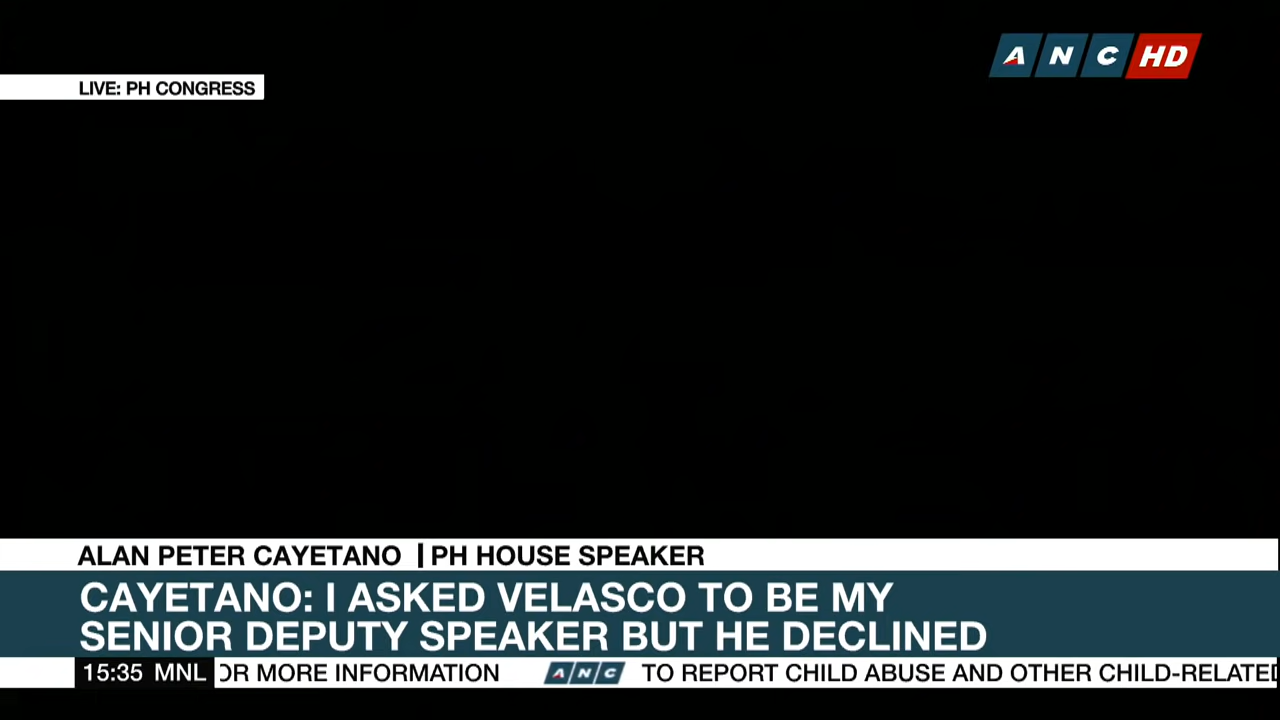 ANC HD
LIVE: PH CONGRESS
ALAN PETER CAYETANO | PH HOUSE SPEAKER
CAYETANO: I ASKED VELASCO TO BE MY
SENIOR DEPUTY SPEAKER BUT HE DECLINED
15:35 MNL OR MORE INFORMATION ANC TO REPORT CHILD ABUSE AND OTHER CHILD-RELATED